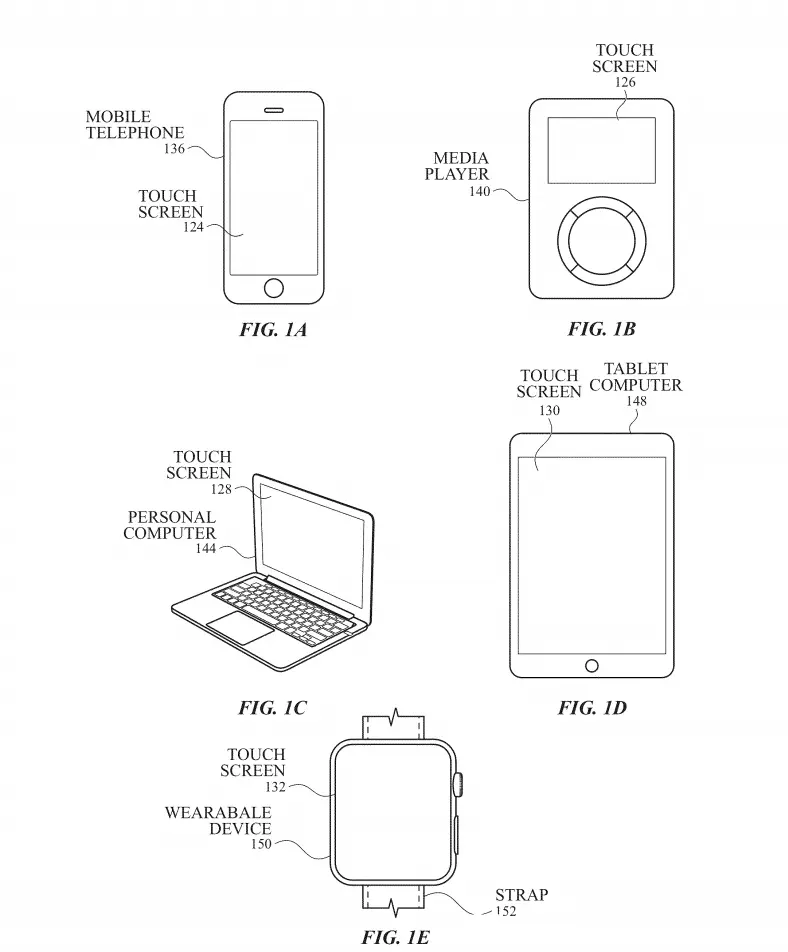 MOBILE
TELEPHONE
136
TOUCH
SCREEN
124
FIG. 1A
TOUCH
SCREEN
126
MEDIA
PLAYER
140
FIG. 1B
TOUCH
SCREEN
128
PERSONAL
COMPUTER
144
FIG. 1C
TOUCH
SCREEN
130
TABLET
COMPUTER
148
FIG. 1D
TOUCH
SCREEN
132
WEARABALE
DEVICE
150
STRAP
152
FIG. 1E